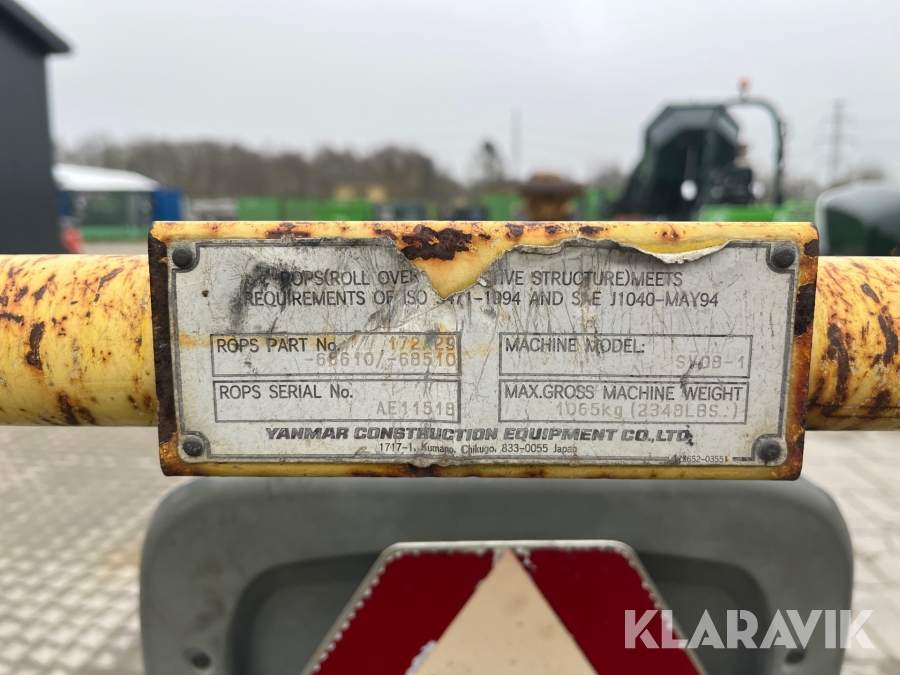 ROPS(ROLL OVER STRUCTURE)MEETS
REQUIREMENTS OF ISO AND J1040-MAY94
ROPS PART No.
-68610/-68510
MACHINE MODEL:
ROPS SERIAL No.
AE11518
MAX.GROSS MACHINE WEIGHT
1065kg (2348LBS.)
YANMAR CONSTRUCTION EQUIPMENT CO.,LTD.
1717-1, Kumano, Chikugo, 833-0055 Japan
KLARAVIK